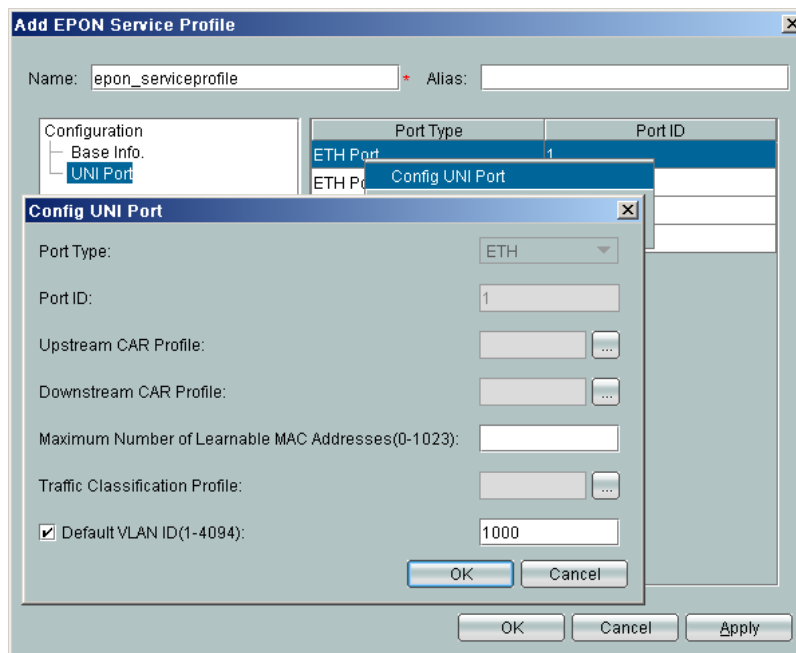 Add EPON Service Profile
Name: epon_serviceprofile * Alias:
Configuration
Base Info.
UNI Port
Port Type Port ID
ETH Port 1
ETH
Config UNI Port
Config UNI Port
Port Type: ETH
Port ID: 1
Upstream CAR Profile: ...
Downstream CAR Profile: ...
Maximum Number of Learnable MAC Addresses(0-1023):
Traffic Classification Profile: ...
Default VLAN ID(1-4094): 1000
OK Cancel
OK Cancel Apply